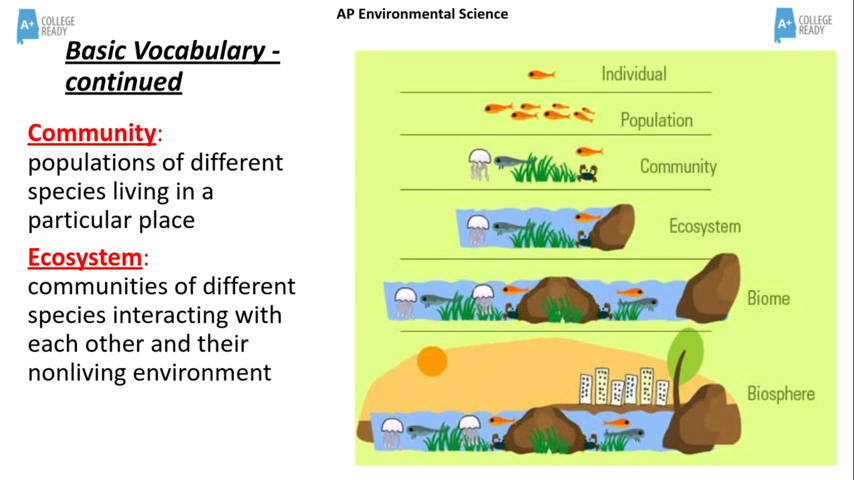 AP Environmental Science
A+ COLLEGE
READY
A+ COLLEGE
READY
Basic Vocabulary -
continued
Community:
populations of different
species living in a
particular place
Ecosystem:
communities of different
species interacting with
each other and their
nonliving environment
Individual
Population
Community
Ecosystem
Biome
Biosphere